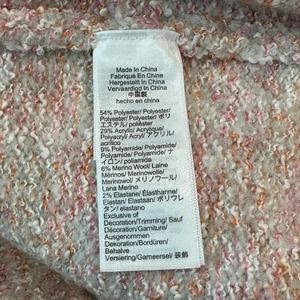 Made In China
Fabriqué En Chine
Hergestellt In China
Vervaardigd In China
中国製
hecho en china
54% Polyester/ Polyester/
Polyester/ Polyester/ ポリ
エステル/ poliéster
29% Acrylic/ Acrylique/
Polyacryl/ Acryl/ アクリル/
acrílico
9% Polyamide/ Polyamide/
Polyamid/ Polyamide/ ナ
イロン/ poliamida
6% Merino Wool/ Laine
Mérinos/ Merinowolle/
Merinowol/ メリノウール/
Lana Merino
2% Elastane/ Élasthanne/
Elastan/ Elastaan/ ポリウレ
タン/ elastano
Exclusive of
Decoration/Trimming/ Sauf
Décoration/Garniture/
Ausgenommen
Dekoration/Bordüren/
Behalve
Versiering/Garneersel/ 装飾